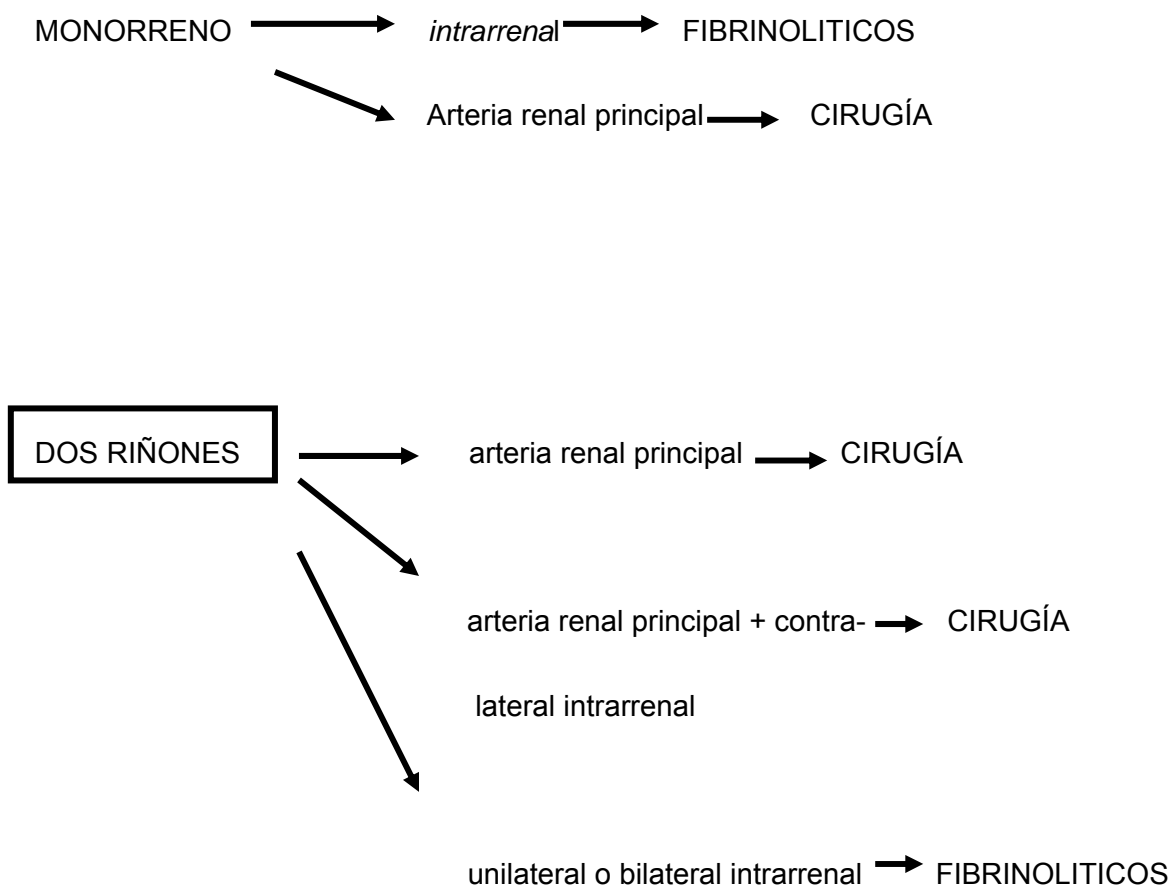 MONORRENO intrarrenal FIBRINOLITICOS
Arteria renal principal CIRUGÍA
DOS RIÑONES arteria renal principal CIRUGÍA
arteria renal principal + contra- CIRUGÍA
lateral intrarrenal
unilateral o bilateral intrarrenal FIBRINOLITICOS